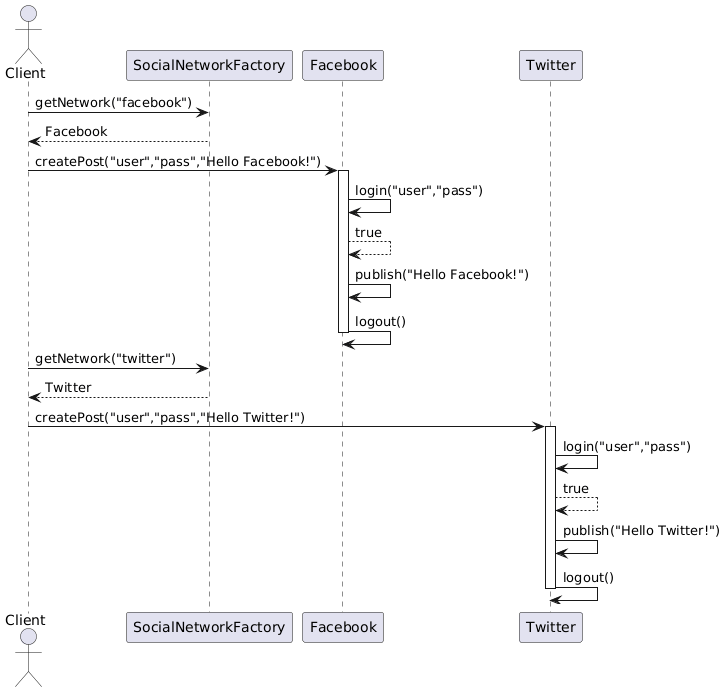 Client
SocialNetworkFactory
Facebook
Twitter
getNetwork("facebook")
Facebook
createPost("user","pass","Hello Facebook!")
login("user","pass")
true
publish("Hello Facebook!")
logout()
getNetwork("twitter")
Twitter
createPost("user","pass","Hello Twitter!")
login("user","pass")
true
publish("Hello Twitter!")
logout()
Client
SocialNetworkFactory
Facebook
Twitter